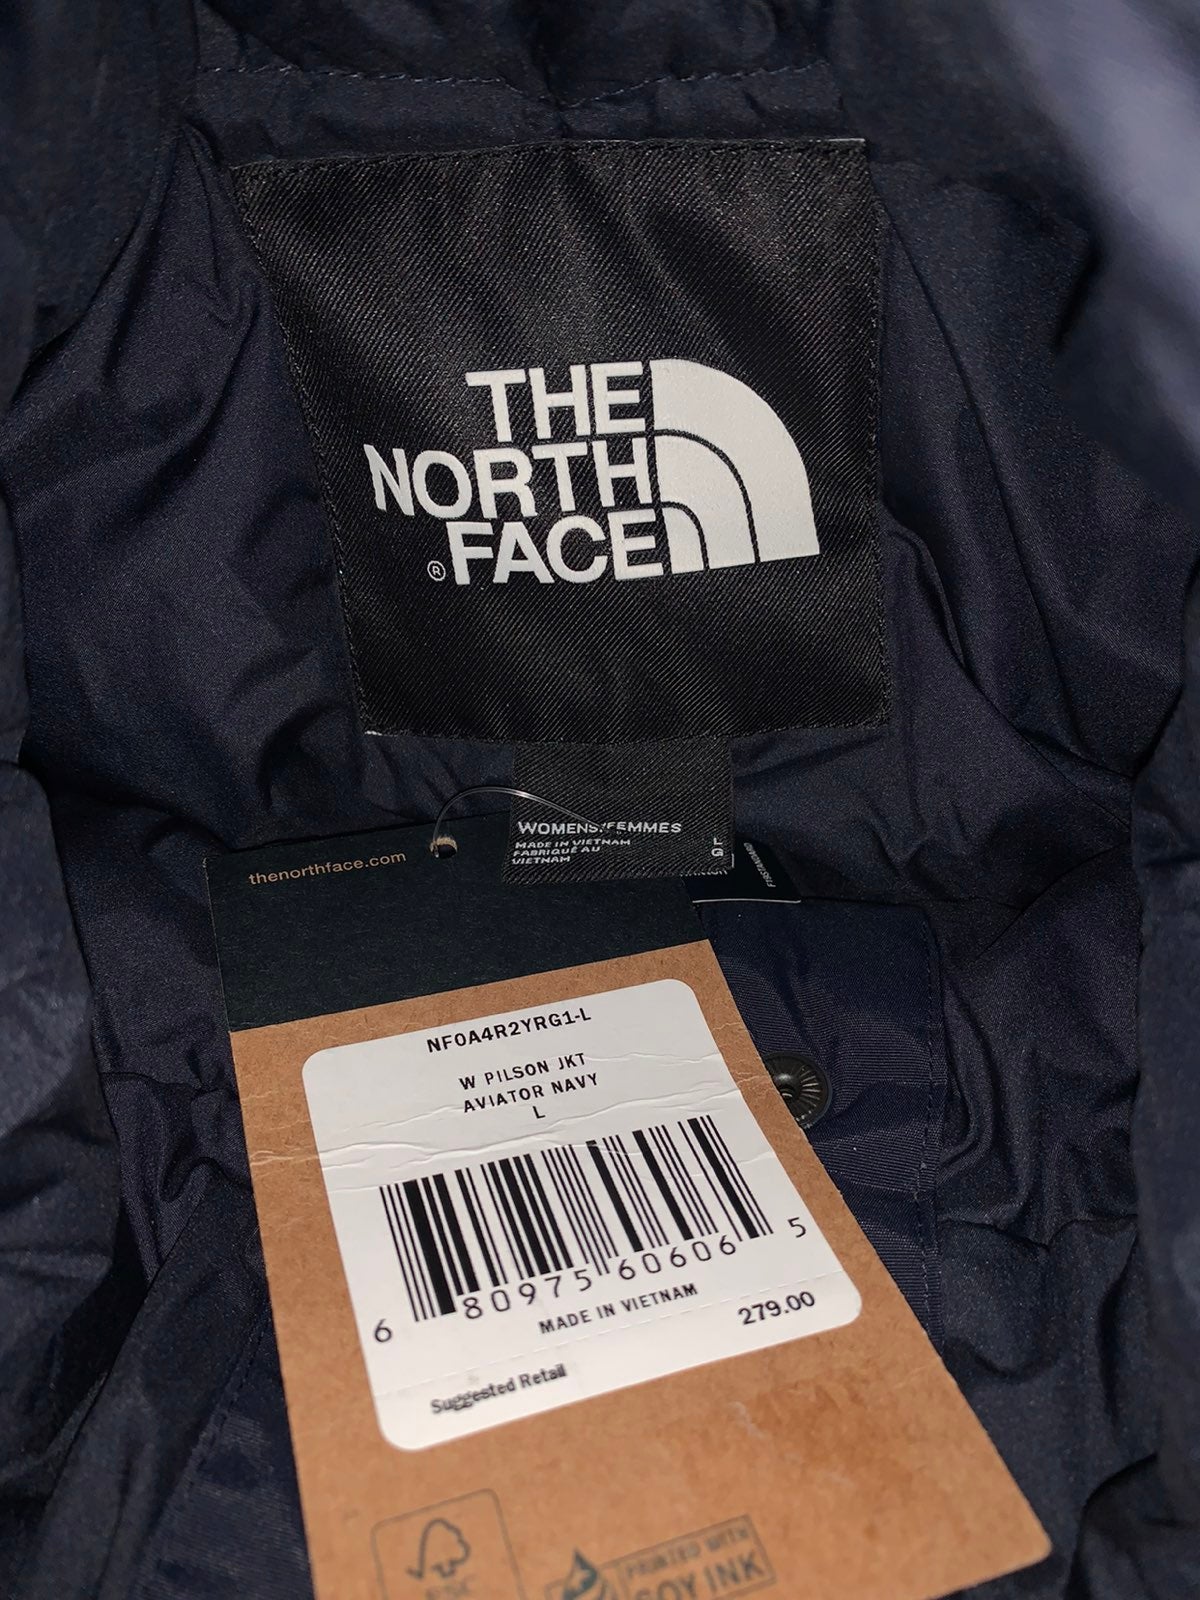 THE
NORTH
FACE
®
WOMENS/FEMMES
MADE IN VIETNAM
FABRIQUÉ AU
VIETNAM
L
G
thenorthface.com
NF0A4R2YRG1-L
W PILSON JKT
AVIATOR NAVY
L
6 80975 60606 5
MADE IN VIETNAM
279.00
Suggested Retail
FSC
PRINTED WITH
SOY INK